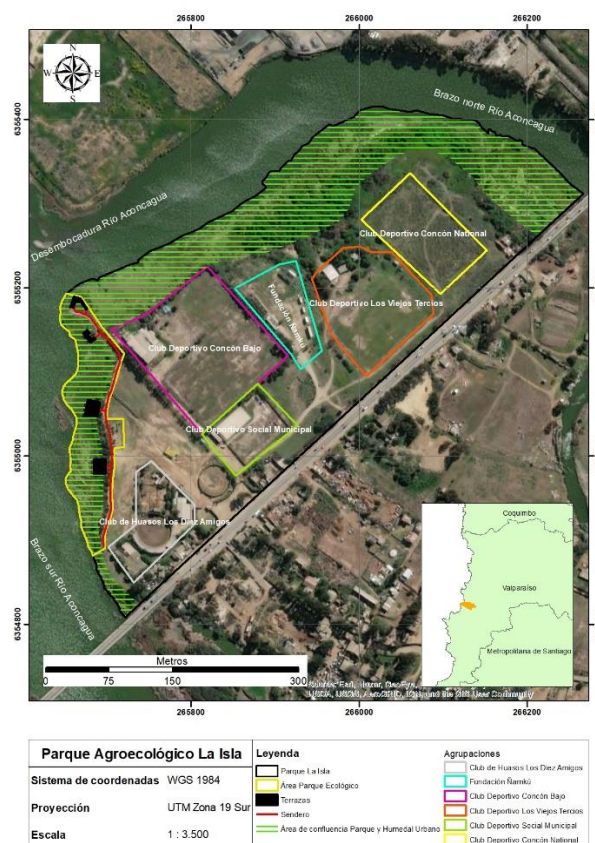 265800 266000 266200
N
W E
S
6355400
Brazo norte Río Aconcagua
Desembocadura Río Aconcagua
Club Deportivo Concón National
6355200
Fundación Ñamkú
Club Deportivo Los Viejos Tercios
Club Deportivo Concón Bajo
Club Deportivo Social Municipal
6355000
Club de Huasos Los Diez Amigos
Brazo sur Río Aconcagua
Coquimbo
Valparaíso
Metropolitana de Santiago
6354800
Metros
0 75 150 300
265800 266000 266200
Parque Agroecológico La Isla
Sistema de coordenadas WGS 1984
Proyección UTM Zona 19 Sur
Escala 1 : 3.500
Leyenda
Parque La Isla
Área Parque Ecológico
Terrazas
Sendero
Área de confluencia Parque y Humedal Urbano
Agrupaciones
Club de Huasos Los Diez Amigos
Fundación Ñamkú
Club Deportivo Concón Bajo
Club Deportivo Los Viejos Tercios
Club Deportivo Social Municipal
Club Deportivo Concón National